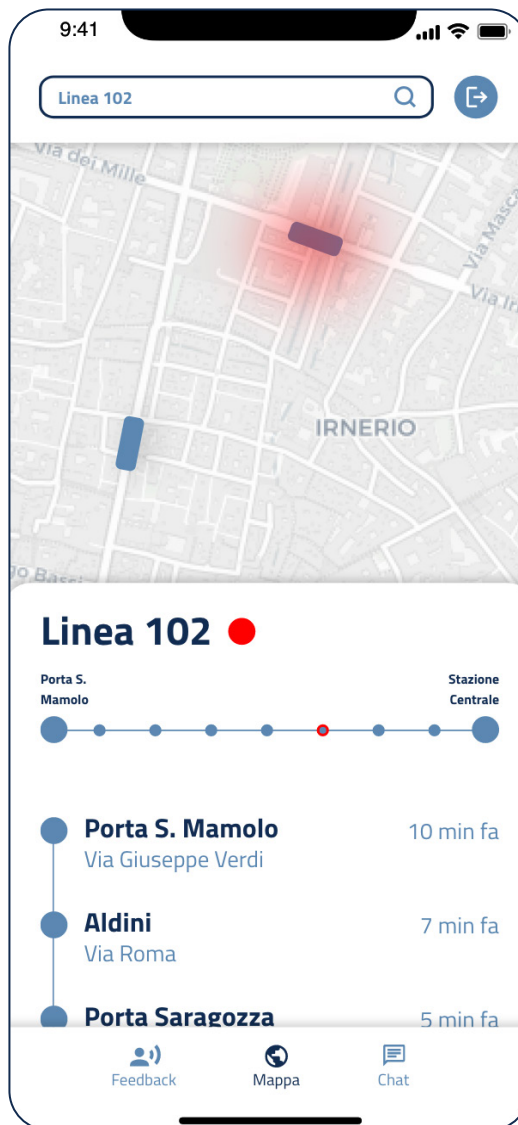 9:41
Linea 102
Via dei Mille
Via Masca
Via Ir
IRNERIO
go Bassi
Linea 102
Porta S.
Mamolo
Stazione
Centrale
Porta S. Mamolo
10 min fa
Via Giuseppe Verdi
Aldini
7 min fa
Via Roma
Porta Saragozza
5 min fa
Feedback
Mappa
Chat